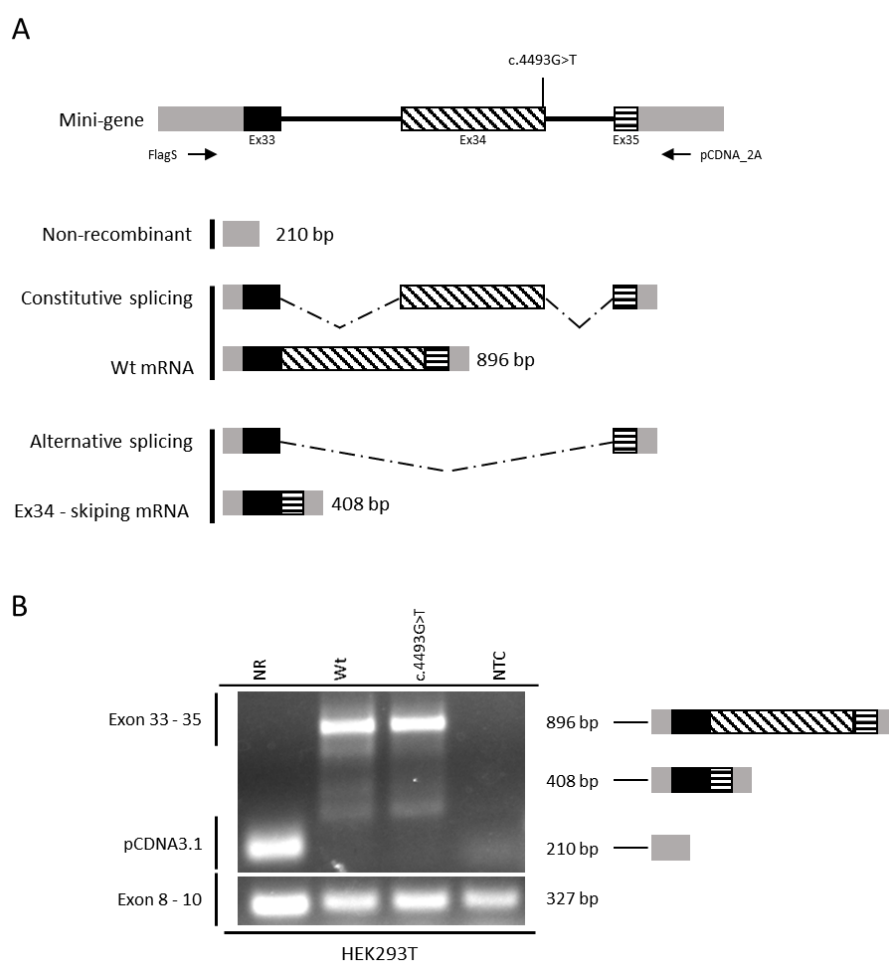 A
c.4493G>T
Mini-gene
Ex33
Ex34
Ex35
FlagS
pCDNA_2A
Non-recombinant
210 bp
Constitutive splicing
Wt mRNA
896 bp
Alternative splicing
Ex34 - skiping mRNA
408 bp
B
NR
Wt
c.4493G>T
NTC
Exon 33 - 35
896 bp
408 bp
pCDNA3.1
210 bp
Exon 8 - 10
327 bp
HEK293T